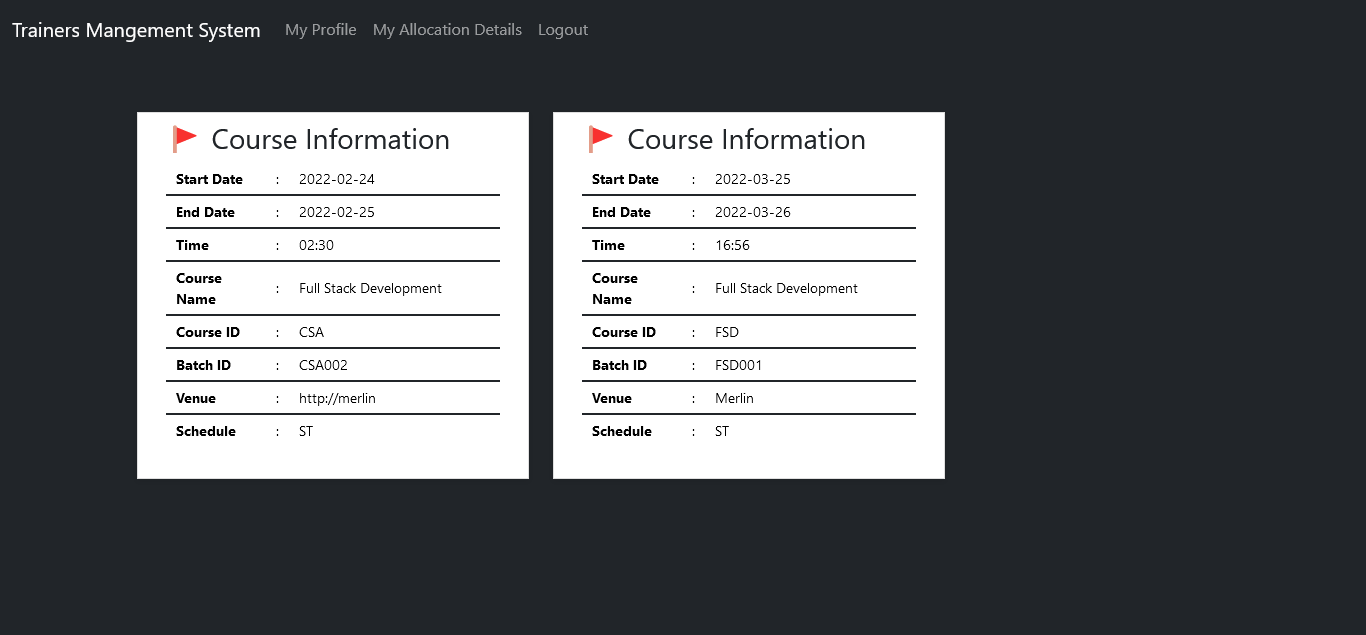 Trainers Mangement System My Profile My Allocation Details Logout
Course Information
Start Date : 2022-02-24
End Date : 2022-02-25
Time : 02:30
Course
Name : Full Stack Development
Course ID : CSA
Batch ID : CSA002
Venue : http://merlin
Schedule : ST
Course Information
Start Date : 2022-03-25
End Date : 2022-03-26
Time : 16:56
Course
Name : Full Stack Development
Course ID : FSD
Batch ID : FSD001
Venue : Merlin
Schedule : ST